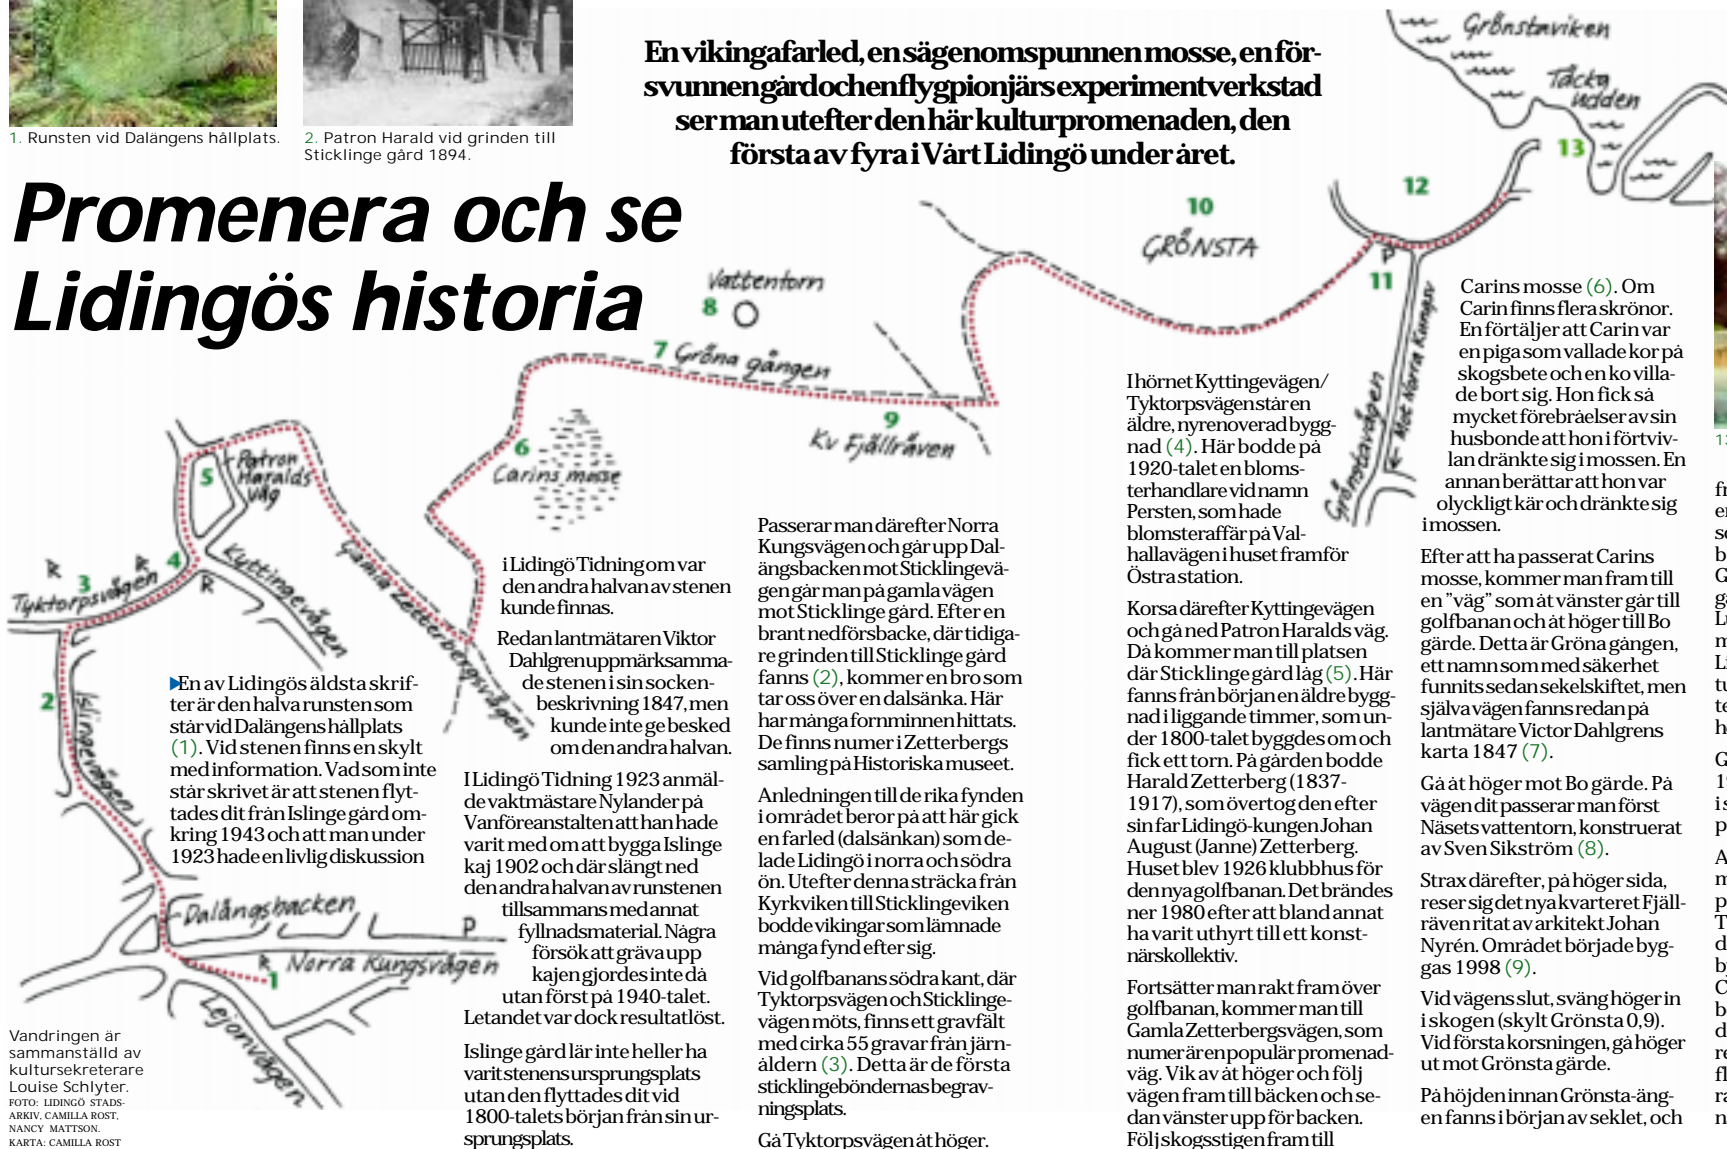 1. Runsten vid Dalängens hållplats.
2. Patron Harald vid grinden till
Sticklinge gård 1894.
En vikingafarled, en sägenomspunnen mosse, en för-
svunnen gård och en flygpionjärs experimentverkstad
ser man utefter den här kulturpromenaden, den
första av fyra i Vårt Lidingö under året.
Promenera och se
Lidingös historia
Grönstaviken
Täcka
udden
13
12
10
GRÖNSTA
P
11
Mot Norra Kungsv
Grönstavägen
Vattentorn
8
7 Gröna gången
9
Kv Fjällräven
6
Carins mosse
5
Patron
Haralds
väg
4
R
3
R
R
Tyktorpsvägen
Kyttingevägen
Gamla Zetterbergsvägen
2
Islingevägen
Dalängsbacken
P
R
Norra Kungsvägen
1
Lejonvägen
En av Lidingös äldsta skrif-
ter är den halva runsten som
står vid Dalängens hållplats
(1). Vid stenen finns en skylt
med information. Vad som inte
står skrivet är att stenen flyt-
tades dit från Islinge gård om-
kring 1943 och att man under
1923 hade en livlig diskussion
i Lidingö Tidning om var
den andra halvan av stenen
kunde finnas.
Redan lantmätaren Viktor
Dahlgren uppmärksamma-
de stenen i sin socken-
beskrivning 1847, men
kunde inte ge besked
om den andra halvan.
I Lidingö Tidning 1923 anmäl-
de vaktmästare Nylander på
Vanföreanstalten att han hade
varit med om att bygga Islinge
kaj 1902 och där slängt ned
den andra halvan av runstenen
tillsammans med annat
fyllnadsmaterial. Några
försök att gräva upp
kajen gjordes inte då
utan först på 1940-talet.
Letandet var dock resultatlöst.
Islinge gård lär inte heller ha
varit stenens ursprungsplats
utan den flyttades dit vid
1800-talets början från sin ur-
sprungsplats.
Passerar man därefter Norra
Kungsvägen och går upp Dal-
ängsbacken mot Sticklingevä-
gen går man på gamla vägen
mot Sticklinge gård. Efter en
brant nedförsbacke, där tidiga-
re grinden till Sticklinge gård
fanns (2), kommer en bro som
tar oss över en dalsänka. Här
har många fornminnen hittats.
De finns numer i Zetterbergs
samling på Historiska museet.
Anledningen till de rika fynden
i området beror på att här gick
en farled (dalsänkan) som de-
lade Lidingö i norra och södra
ön. Utefter denna sträcka från
Kyrkviken till Sticklingeviken
bodde vikingar som lämnade
många fynd efter sig.
Vid golfbanans södra kant, där
Tyktorpsvägen och Sticklinge-
vägen möts, finns ett gravfält
med cirka 55 gravar från järn-
åldern (3). Detta är de första
sticklingeböndernas begrav-
ningsplats.
Gå Tyktorpsvägen åt höger.
I hörnet Kyttingevägen/
Tyktorpsvägen står en
äldre, nyrenoverad bygg-
nad (4). Här bodde på
1920-talet en bloms-
terhandlare vid namn
Persten, som hade
blomsteraffär på Val-
hallavägen i huset framför
Östra station.
Korsa därefter Kyttingevägen
och gå ned Patron Haralds väg.
Då kommer man till platsen
där Sticklinge gård låg (5). Här
fanns från början en äldre bygg-
nad i liggande timmer, som un-
der 1800-talet byggdes om och
fick ett torn. På gården bodde
Harald Zetterberg (1837-
1917), som övertog den efter
sin far Lidingö-kungen Johan
August (Janne) Zetterberg.
Huset blev 1926 klubbhus för
den nya golfbanan. Det brändes
ner 1980 efter att bland annat
ha varit uthyrt till ett konst-
närskollektiv.
Fortsätter man rakt fram över
golfbanan, kommer man till
Gamla Zetterbergsvägen, som
numer är en populär promenad-
väg. Vik av åt höger och följ
vägen fram till bäcken och se-
dan vänster upp för backen.
Följ skogsstigen fram till
Carins mosse (6). Om
Carin finns flera skrönor.
En förtäljer att Carin var
en piga som vallade kor på
skogsbete och en ko villa-
de bort sig. Hon fick så
mycket förebråelser av sin
husbonde att hon i förtviv-
lan dränkte sig i mossen. En
annan berättar att hon var
olyckligt kär och dränkte sig
i mossen.
Efter att ha passerat Carins
mosse, kommer man fram till
en ”väg” som åt vänster går till
golfbanan och åt höger till Bo
gärde. Detta är Gröna gången,
ett namn som med säkerhet
funnits sedan sekelskiftet, men
själva vägen fanns redan på
lantmätare Victor Dahlgrens
karta 1847 (7).
Gå åt höger mot Bo gärde. På
vägen dit passerar man först
Näsets vattentorn, konstruerat
av Sven Sikström (8).
Strax därefter, på höger sida,
reser sig det nya kvarteret Fjäll-
räven ritat av arkitekt Johan
Nyrén. Området började byg-
gas 1998 (9).
Vid vägens slut, sväng höger in
i skogen (skylt Grönsta 0,9).
Vid första korsningen, gå höger
ut mot Grönsta gärde.
På höjden innan Grönsta-äng-
en fanns i början av seklet, och
Vandringen är
sammanställd av
kultursekreterare
Louise Schlyter.
FOTO: LIDINGÖ STADS-
ARKIV, CAMILLA ROST,
NANCY MATTSON.
KARTA: CAMILLA ROST